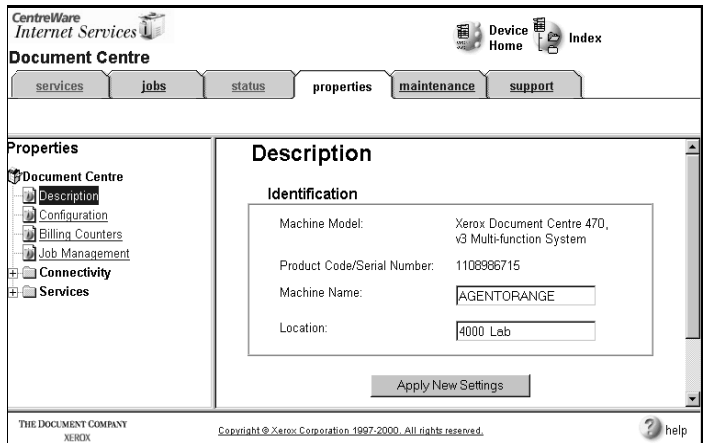 CentreWare
Internet Services
Document Centre
Device
Home
Index
services
jobs
status
properties
maintenance
support
Properties
Document Centre
Description
Configuration
Billing Counters
Job Management
Connectivity
Services
Description
Identification
Machine Model: Xerox Document Centre 470,
v3 Multi-function System
Product Code/Serial Number: 1108986715
Machine Name: AGENTORANGE
Location: 4000 Lab
Apply New Settings
THE DOCUMENT COMPANY
XEROX
Copyright © Xerox Corporation 1997-2000. All rights reserved.
help